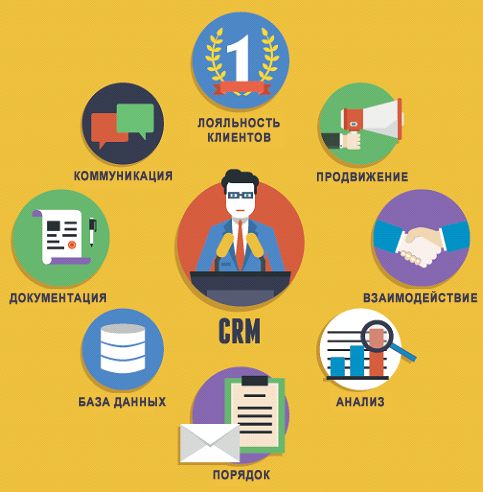 1
ЛОЯЛЬНОСТЬ
КЛИЕНТОВ
КОММУНИКАЦИЯ
ПРОДВИЖЕНИЕ
ДОКУМЕНТАЦИЯ
ВЗАИМОДЕЙСТВИЕ
CRM
БАЗА ДАННЫХ
АНАЛИЗ
ПОРЯДОК